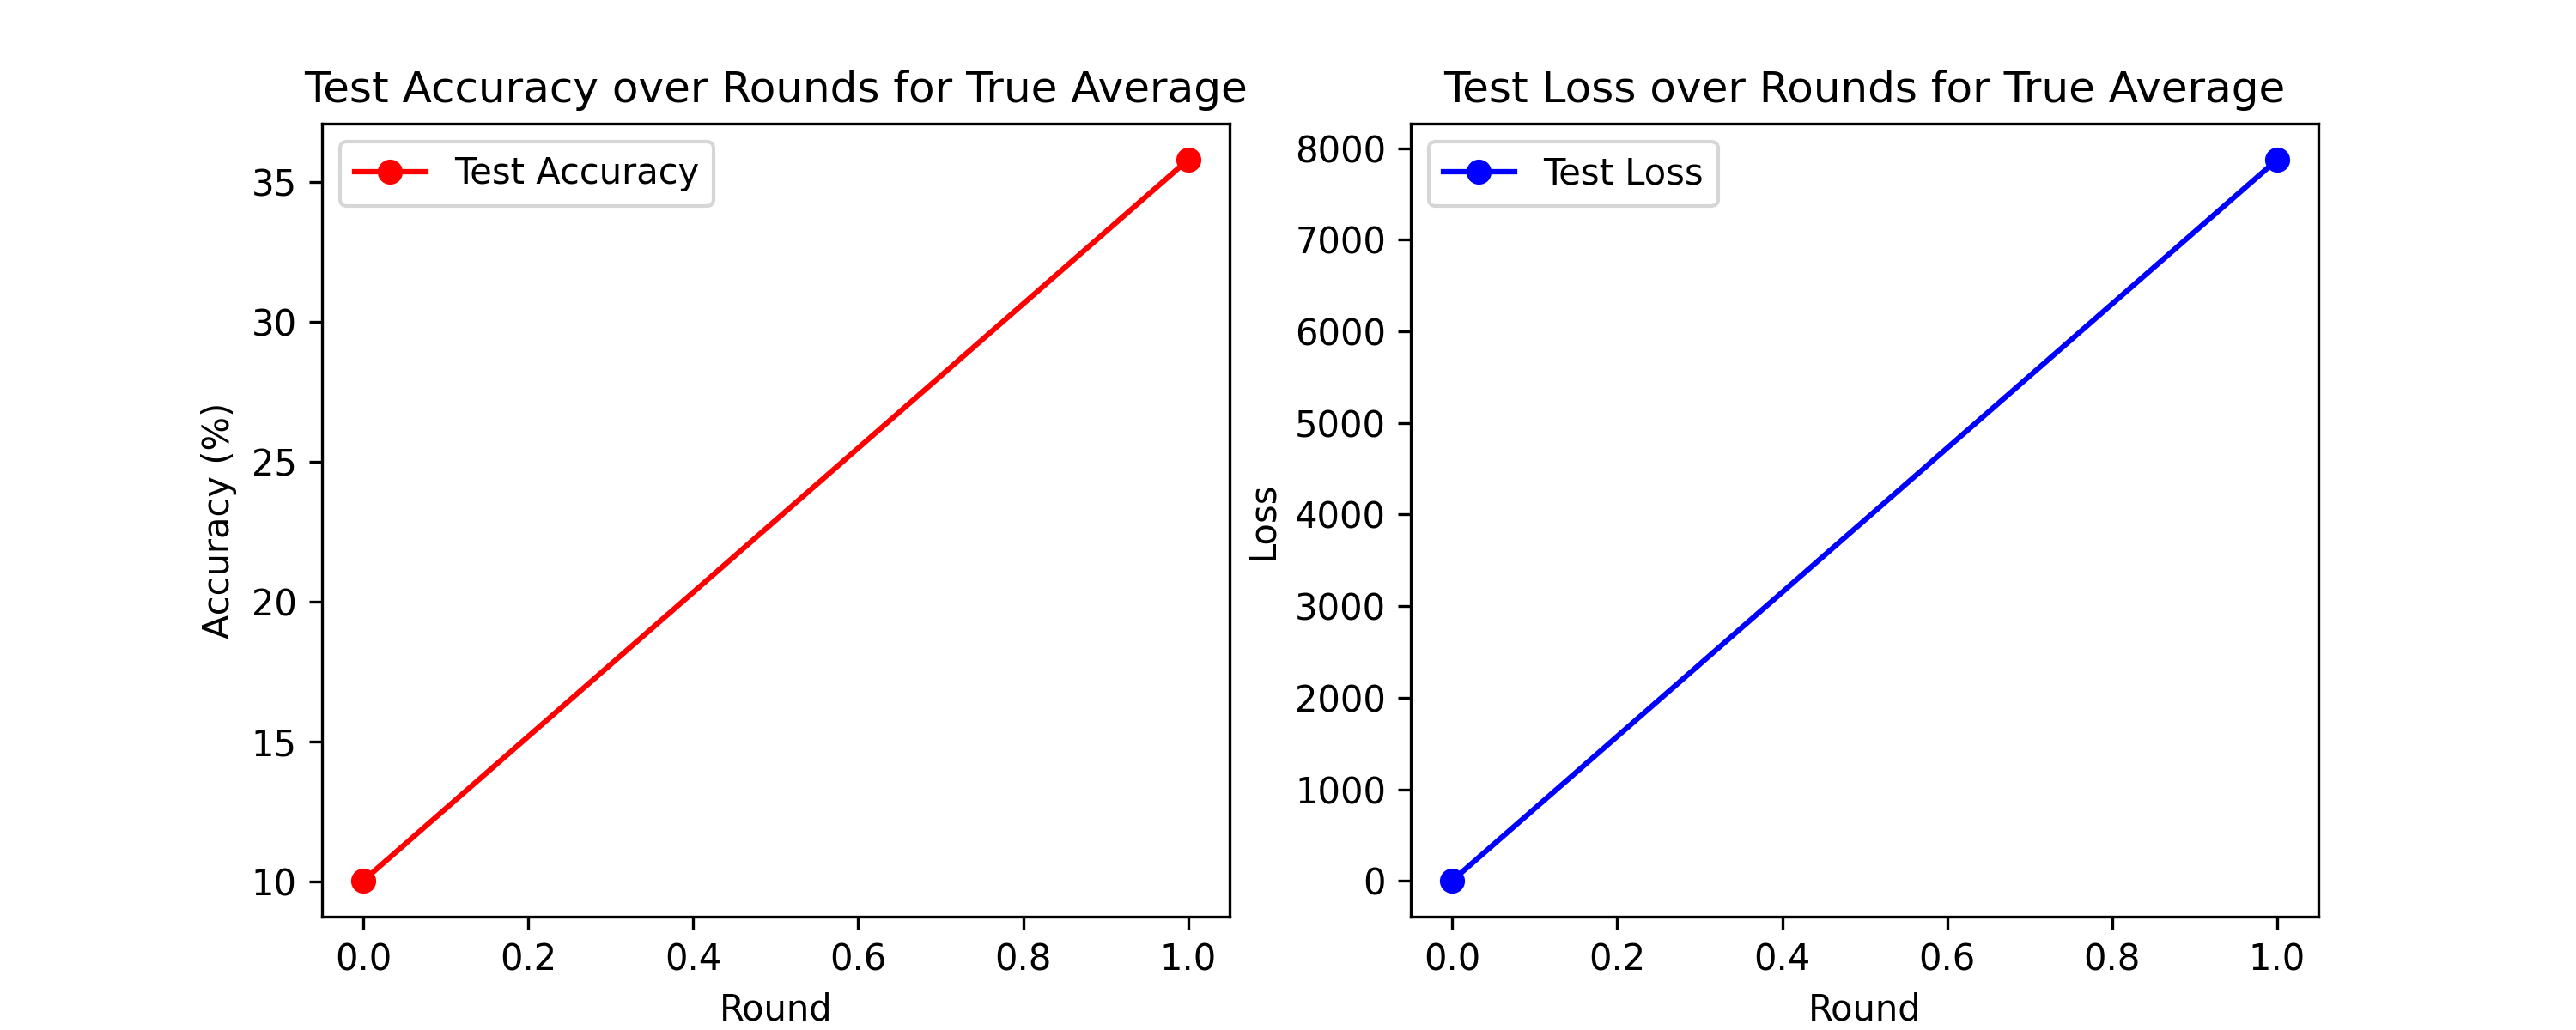 Test Accuracy over Rounds for True Average
Test Accuracy
35
30
25
20
15
10
Accuracy (%)
0.0 0.2 0.4 0.6 0.8 1.0
Round
Test Loss over Rounds for True Average
Test Loss
8000
7000
6000
5000
4000
3000
2000
1000
0
Loss
0.0 0.2 0.4 0.6 0.8 1.0
Round